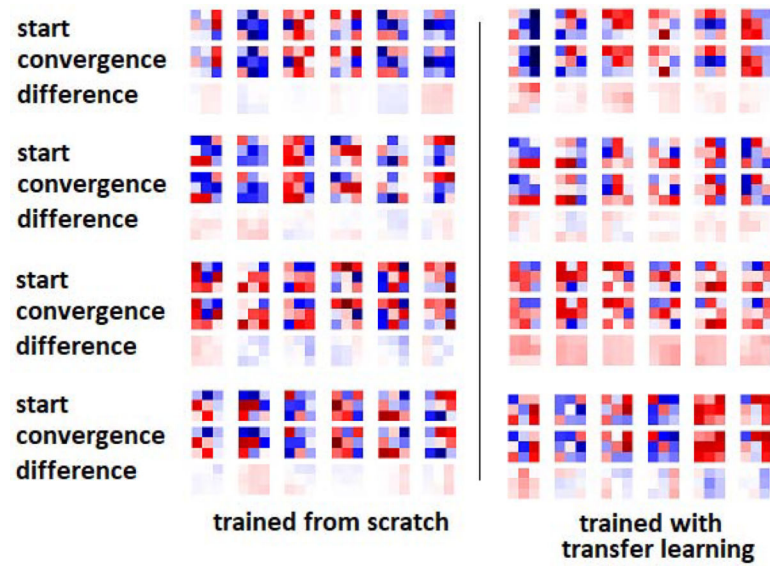 start
convergence
difference
start
convergence
difference
start
convergence
difference
start
convergence
difference
trained from scratch
trained with
transfer learning